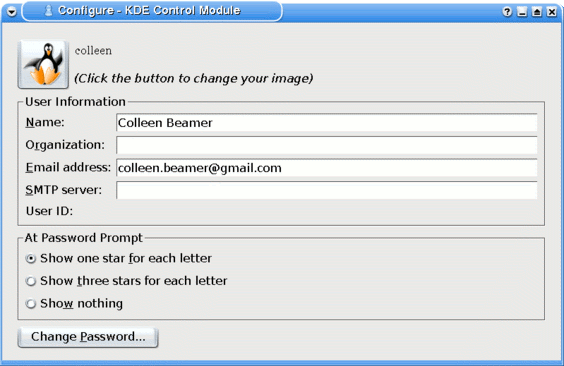 Configure - KDE Control Module
colleen
(Click the button to change your image)
User Information
Name: Colleen Beamer
Organization:
Email address: colleen.beamer@gmail.com
SMTP server:
User ID:
At Password Prompt
Show one star for each letter
Show three stars for each letter
Show nothing
Change Password...